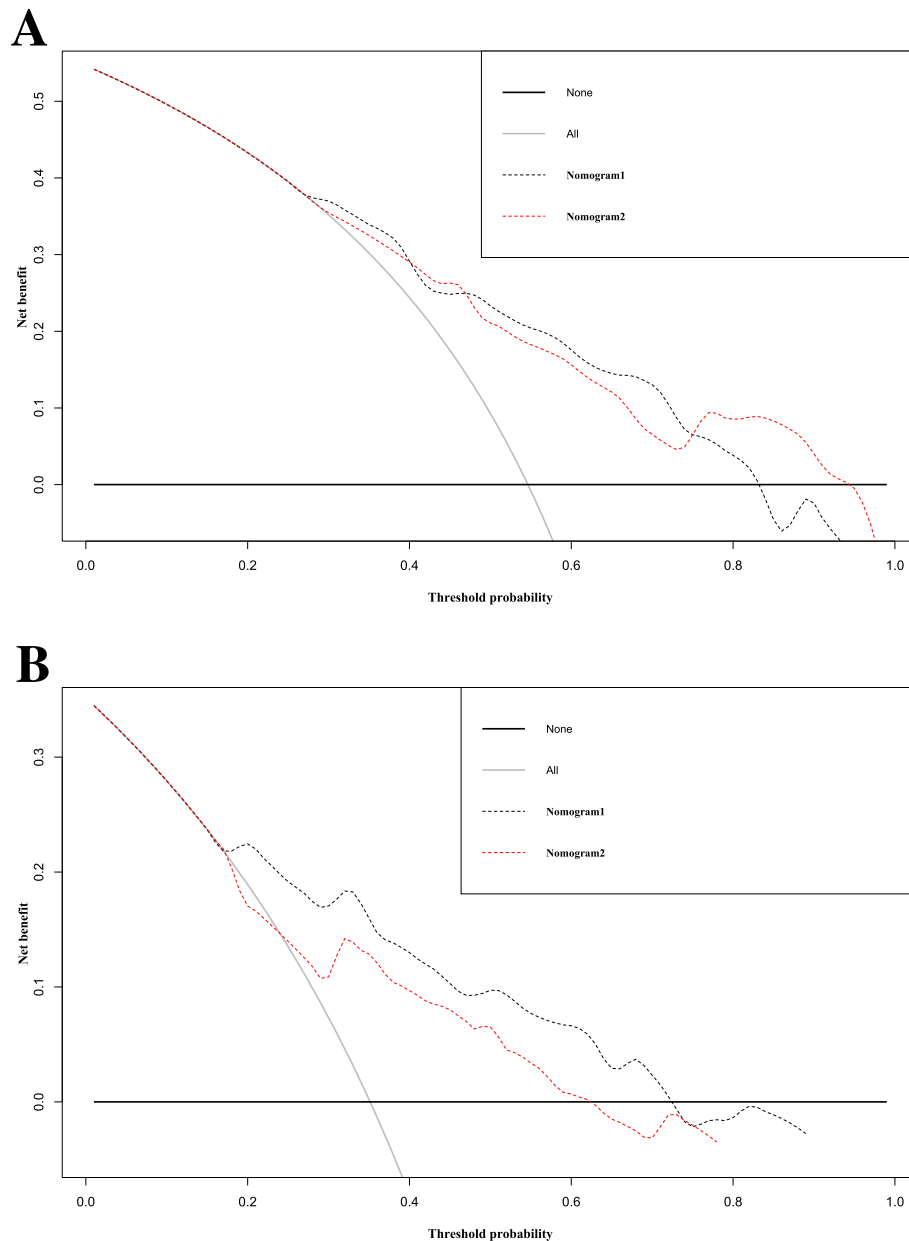 A
None
All
Nomogram1
Nomogram2
Net benefit
0.5
0.4
0.3
0.2
0.1
0.0
0.0 0.2 0.4 0.6 0.8 1.0
Threshold probability
B
None
All
Nomogram1
Nomogram2
Net benefit
0.3
0.2
0.1
0.0
0.0 0.2 0.4 0.6 0.8 1.0
Threshold probability